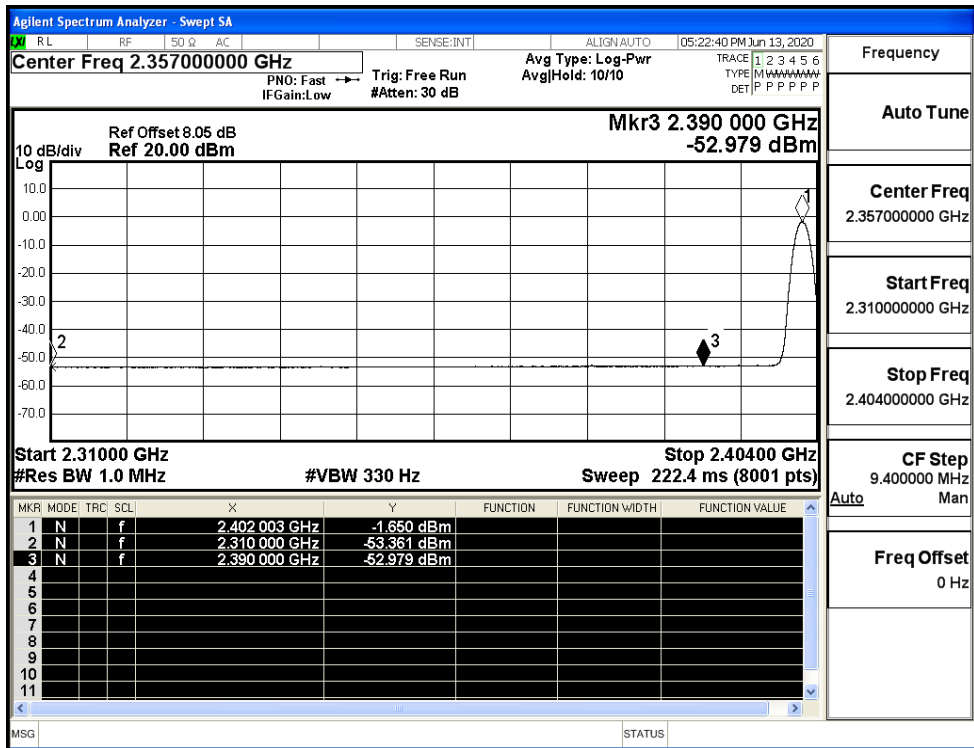 Agilent Spectrum Analyzer - Swept SA
LXI RL RF 50 Ω AC SENSE:INT ALIGNAUTO 05:22:40 PM Jun 13, 2020
Center Freq 2.357000000 GHz
PNO: Fast
IFGain:Low
Trig: Free Run
#Atten: 30 dB
Avg Type: Log-Pwr
Avg|Hold: 10/10
TRACE 1 2 3 4 5 6
TYPE M W W W W W
DET P P P P P P
Frequency
Auto Tune
Center Freq
2.357000000 GHz
Start Freq
2.310000000 GHz
Stop Freq
2.404000000 GHz
CF Step
9.400000 MHz
Auto Man
Freq Offset
0 Hz
Mkr3 2.390 000 GHz
-52.979 dBm
Ref Offset 8.05 dB
10 dB/div Ref 20.00 dBm
Log
10.0
0.00
-10.0
-20.0
-30.0
-40.0
-50.0
-60.0
-70.0
1
2
3
Start 2.31000 GHz Stop 2.40400 GHz
#Res BW 1.0 MHz #VBW 330 Hz Sweep 222.4 ms (8001 pts)
MKR MODE TRC SCL X Y FUNCTION FUNCTION WIDTH FUNCTION VALUE
1 N f 2.402 003 GHz -1.650 dBm
2 N f 2.310 000 GHz -53.361 dBm
3 N f 2.390 000 GHz -52.979 dBm
4
5
6
7
8
9
10
11
MSG STATUS